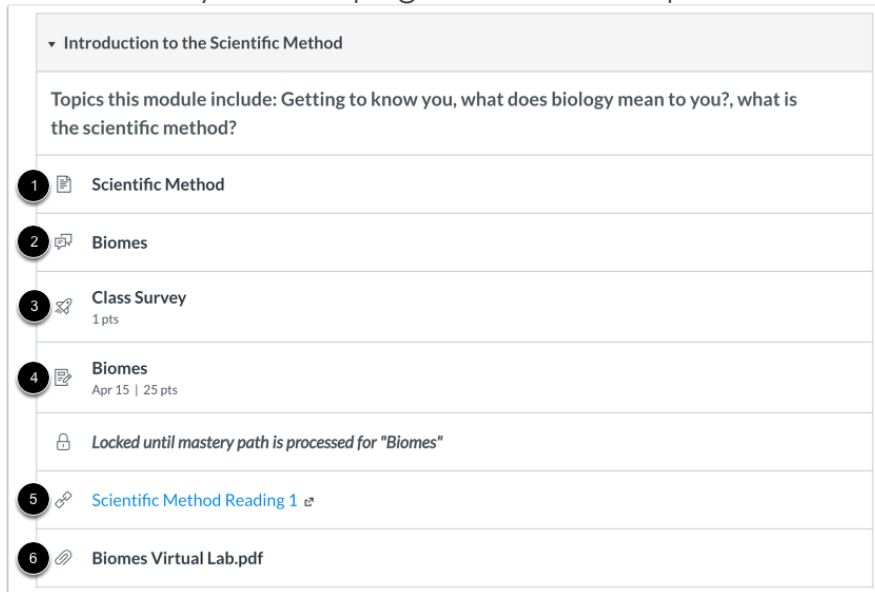 Introduction to the Scientific Method
Topics this module include: Getting to know you, what does biology mean to you?, what is
the scientific method?
1 Scientific Method
2 Biomes
3 Class Survey
1 pts
4 Biomes
Apr 15 | 25 pts
Locked until mastery path is processed for "Biomes"
5 Scientific Method Reading 1
6 Biomes Virtual Lab.pdf